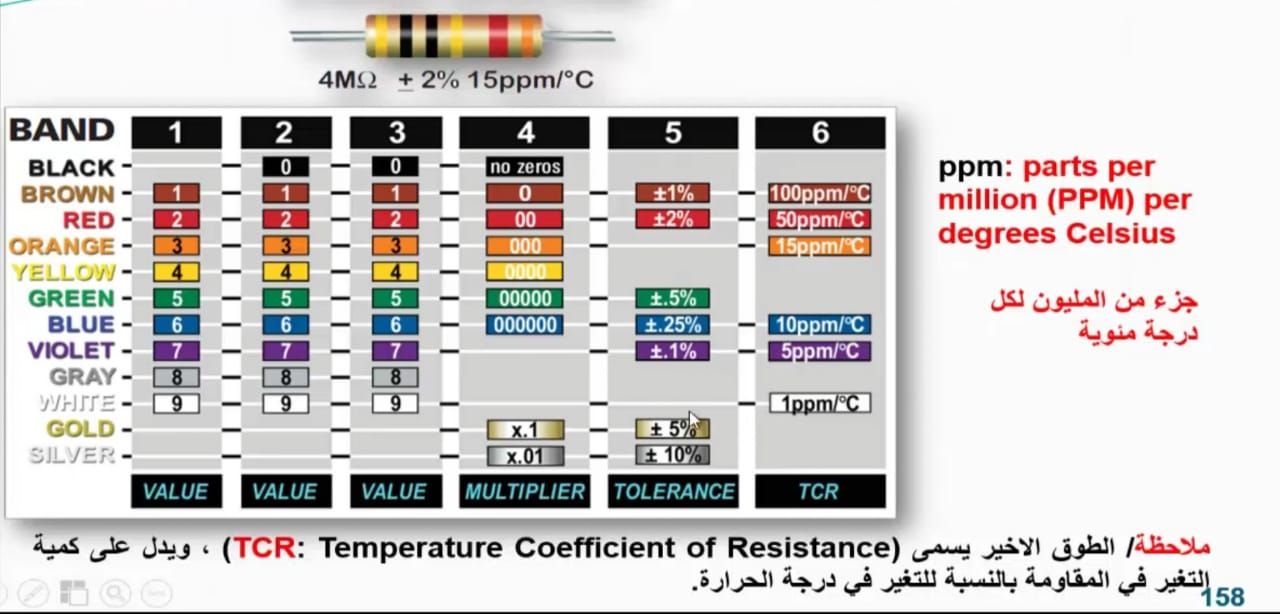 4MΩ ± 2% 15ppm/°C
BAND 1 2 3 4 5 6
BLACK 0 0 no zeros
BROWN 1 1 1 0 ±1% 100ppm/°C
RED 2 2 2 00 ±2% 50ppm/°C
ORANGE 3 3 3 000 15ppm/°C
YELLOW 4 4 4 0000
GREEN 5 5 5 00000 ±.5%
BLUE 6 6 6 000000 ±.25% 10ppm/°C
VIOLET 7 7 7 ±.1% 5ppm/°C
GRAY 8 8 8
WHITE 9 9 9 1ppm/°C
GOLD x.1 ± 5%
SILVER x.01 ± 10%
VALUE VALUE VALUE MULTIPLIER TOLERANCE TCR
ppm: parts per
million (PPM) per
degrees Celsius
جزء من المليون لكل
درجة مئوية
ملاحظة/ الطوق الاخير يسمى (TCR: Temperature Coefficient of Resistance) ، ويدل على كمية
التغير في المقاومة بالنسبة للتغير في درجة الحرارة.
158